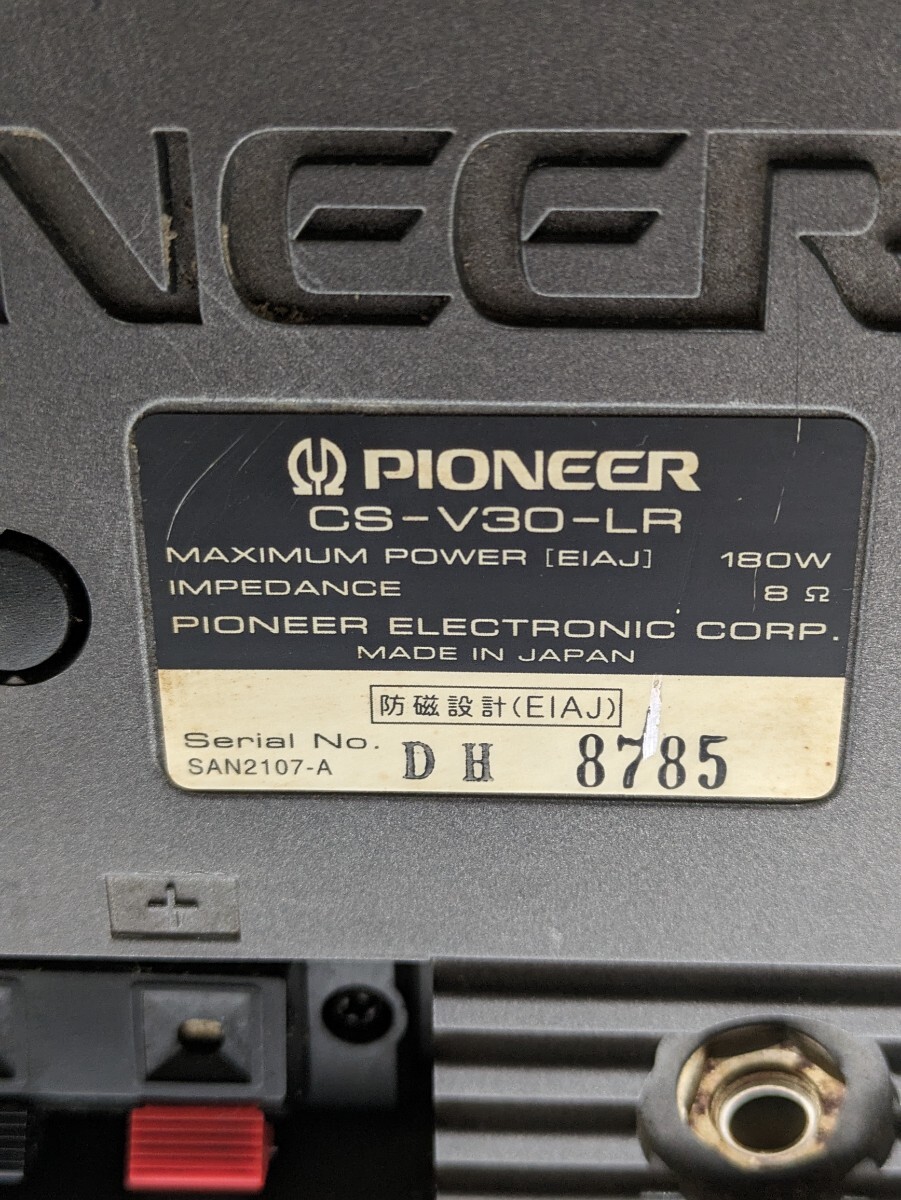 NEER
PIONEER
CS-V30-LR
MAXIMUM POWER [EIAJ] 180W
IMPEDANCE 8 Ω
PIONEER ELECTRONIC CORP.
MADE IN JAPAN
防磁設計(EIAJ)
Serial No. DH 8785
SAN2107-A
+